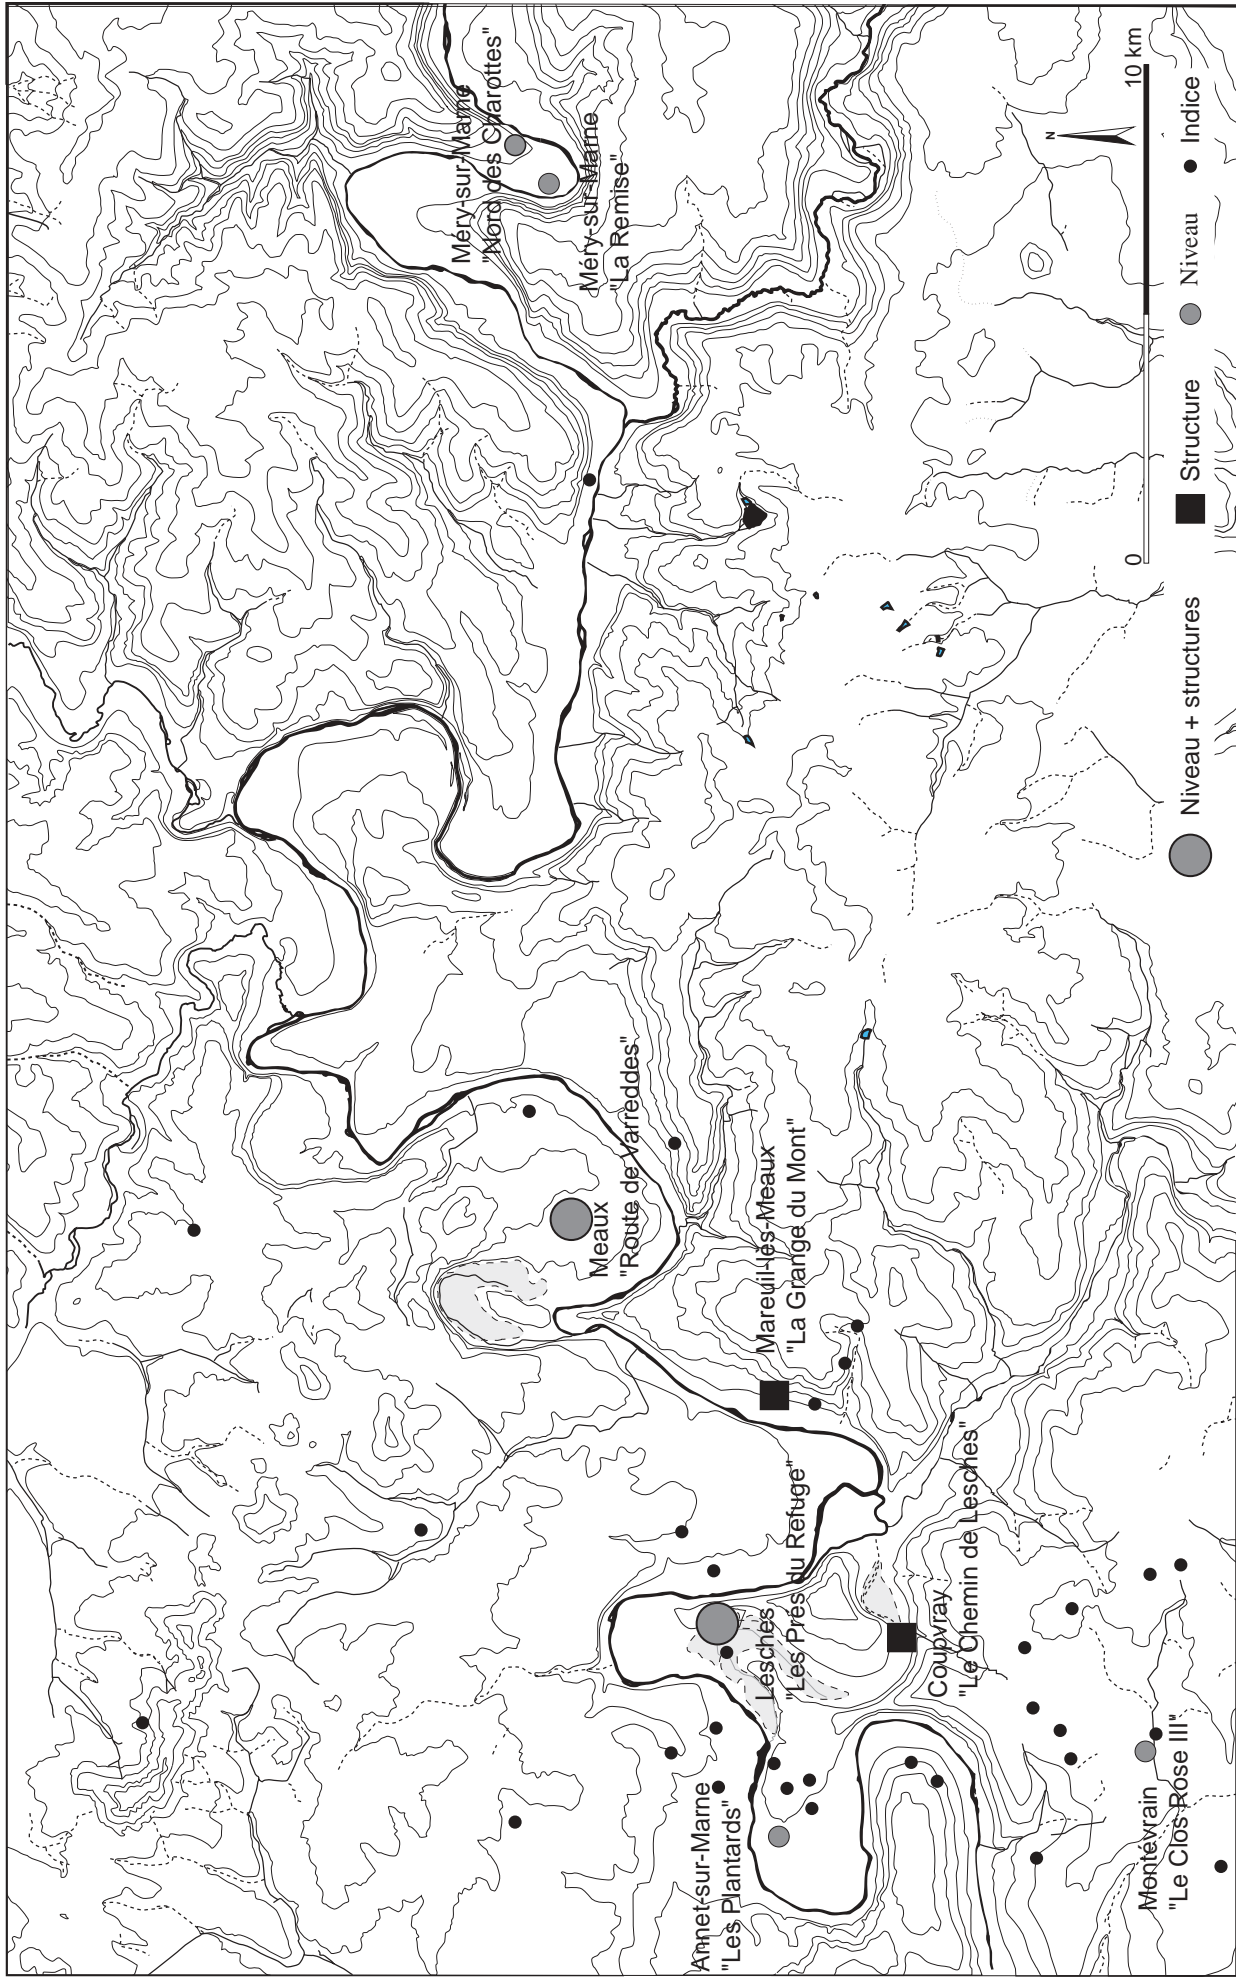 Méry-sur-Marne
"Nord des Charottes"
Méry-sur-Marne
"La Remise"
Meaux
"Route de Varreddes"
Mareuil-les-Meaux
"La Grange du Mont"
Lesches
"Les Prés du Refuge"
Annet-sur-Marne
"Les Plantards"
Coupvray
"Le Chemin de Lesches"
Montévrain
"Le Clos Rose III"
N
0 10 km
Niveau + structures Structure Niveau Indice